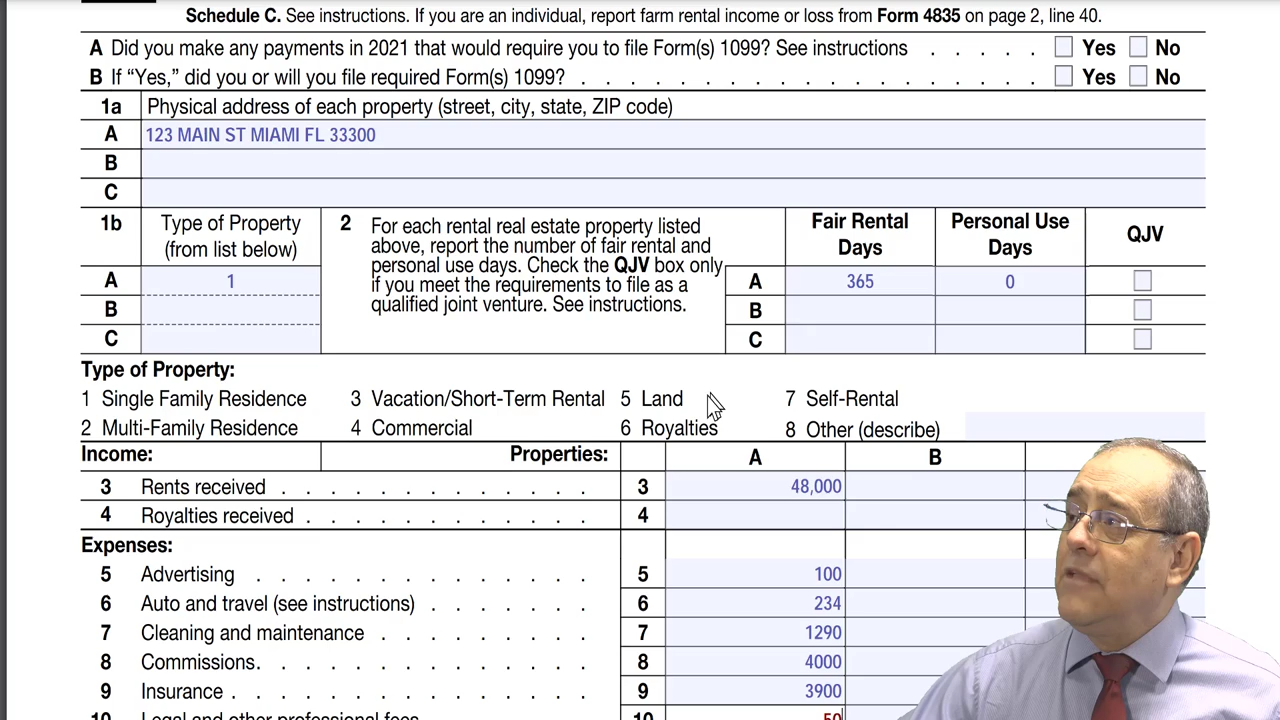 Schedule C. See instructions. If you are an individual, report farm rental income or loss from Form 4835 on page 2, line 40.
A Did you make any payments in 2021 that would require you to file Form(s) 1099? See instructions . . . . . Yes No
B If “Yes,” did you or will you file required Form(s) 1099? . . . . . . . . . . . . . . . . Yes No
1a Physical address of each property (street, city, state, ZIP code)
A 123 MAIN ST MIAMI FL 33300
B
C
1b Type of Property (from list below)
2 For each rental real estate property listed
above, report the number of fair rental and
personal use days. Check the QJV box only
if you meet the requirements to file as a
qualified joint venture. See instructions.
Fair Rental Days Personal Use Days QJV
A 1 A 365 0
B B
C C
Type of Property:
1 Single Family Residence 3 Vacation/Short-Term Rental 5 Land 7 Self-Rental
2 Multi-Family Residence 4 Commercial 6 Royalties 8 Other (describe)
Income: Properties: A B
3 Rents received . . . . . . . . . . . 3 48,000
4 Royalties received . . . . . . . . . . 4
Expenses:
5 Advertising . . . . . . . . . . . . 5 100
6 Auto and travel (see instructions) . . . . . . 6 234
7 Cleaning and maintenance . . . . . . . . 7 1290
8 Commissions. . . . . . . . . . . . 8 4000
9 Insurance . . . . . . . . . . . . . 9 3900
10 Legal and other professional fees 10 50